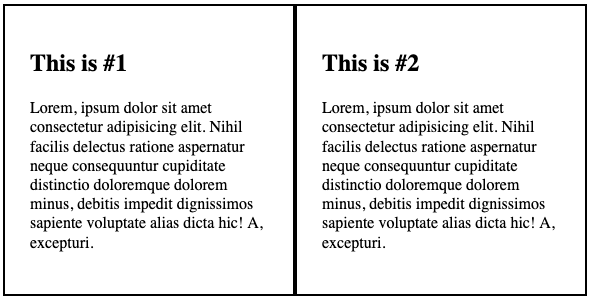 This is #1
Lorem, ipsum dolor sit amet
consectetur adipisicing elit. Nihil
facilis delectus ratione aspernatur
neque consequuntur cupiditate
distinctio doloremque dolorem
minus, debitis impedit dignissimos
sapiente voluptate alias dicta hic! A,
excepturi.
This is #2
Lorem, ipsum dolor sit amet
consectetur adipisicing elit. Nihil
facilis delectus ratione aspernatur
neque consequuntur cupiditate
distinctio doloremque dolorem
minus, debitis impedit dignissimos
sapiente voluptate alias dicta hic! A,
excepturi.